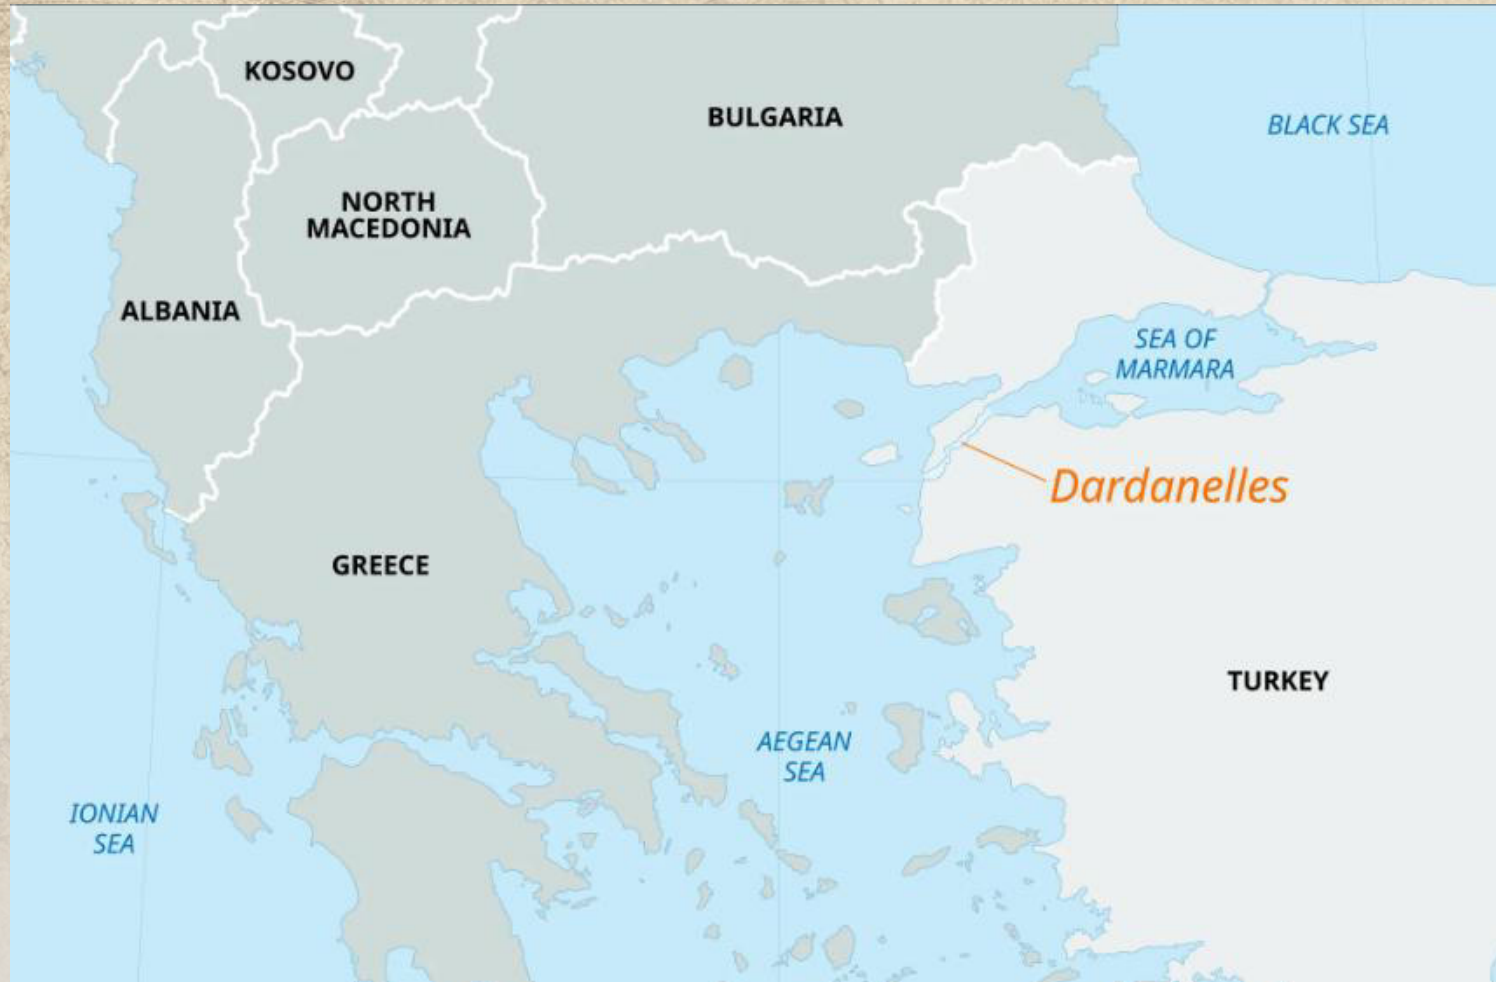 KOSOVO
BULGARIA
BLACK SEA
NORTH
MACEDONIA
ALBANIA
SEA OF
MARMARA
Dardanelles
GREECE
TURKEY
AEGEAN
SEA
IONIAN
SEA